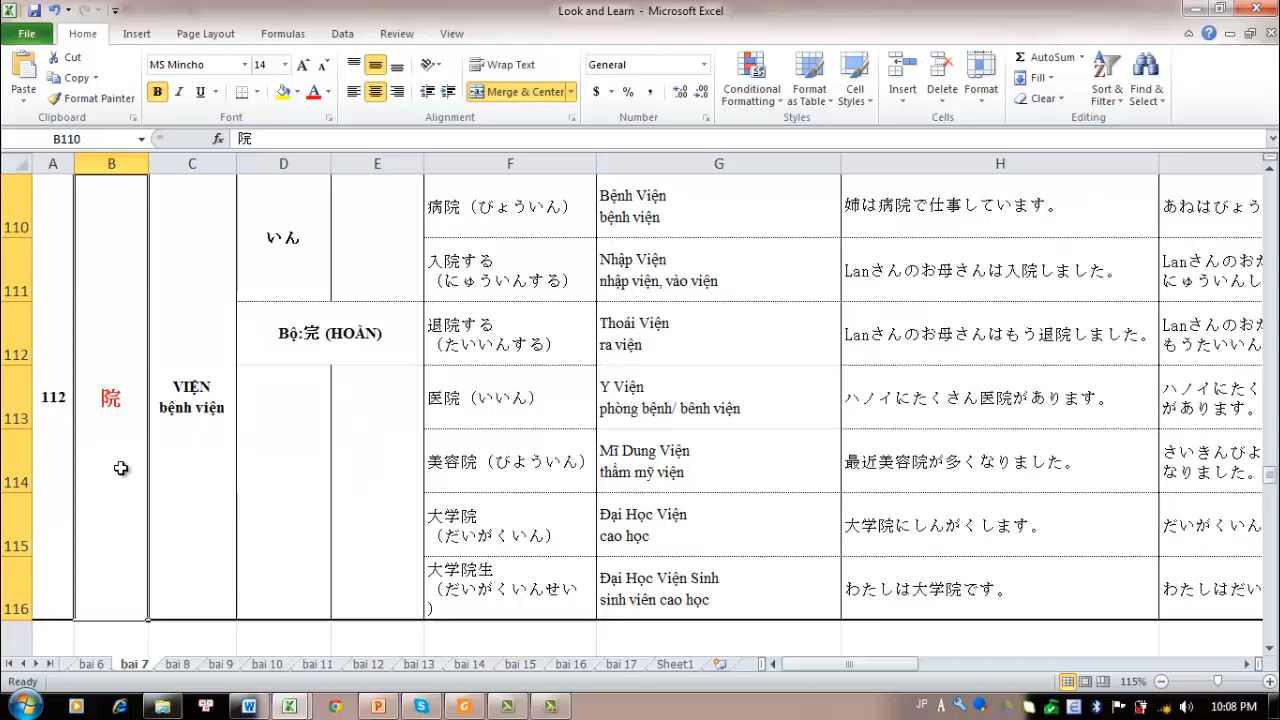 Look and Learn - Microsoft Excel
File Home Insert Page Layout Formulas Data Review View
Paste
Cut
Copy
Format Painter
Clipboard
MS Mincho 14
B I U
Font
Wrap Text
Merge & Center
Alignment
General
$ % ,
Number
Conditional Formatting
Format as Table
Cell Styles
Styles
Insert
Delete
Format
Cells
AutoSum
Fill
Clear
Sort & Filter
Find & Select
Editing
B110 fx 院
A B C D E F G H
110
111
112
113
114
115
116
112
院
VIỆN
bệnh viện
いん
Bộ:完 (HOÀN)
病院（びょういん）
Bệnh Viện
bệnh viện
姉は病院で仕事しています。
あねはびょう
入院する
（にゅういんする）
Nhập Viện
nhập viện, vào viện
Lanさんのお母さんは入院しました。
Lanさんのおか
にゅういんし
退院する
（たいいんする）
Thoái Viện
ra viện
Lanさんのお母さんはもう退院しました。
Lanさんのおか
もうたいいん
医院（いいん）
Y Viện
phòng bệnh/ bênh viện
ハノイにたくさん医院があります。
ハノイにたく
があります。
美容院（びよういん）
Mĩ Dung Viện
thẩm mỹ viện
最近美容院が多くなりました。
さいきんびよ
なりました。
大学院
（だいがくいん）
Đại Học Viện
cao học
大学院にしんがくします。
だいがくいん
大学院生
（だいがくいんせい
）
Đại Học Viện Sinh
sinh viên cao học
わたしは大学院です。
わたしはだい
bai 6 bai 7 bai 8 bai 9 bai 10 bai 11 bai 12 bai 13 bai 14 bai 15 bai 16 bai 17 Sheet1
Ready
115%
JP A
10:08 PM